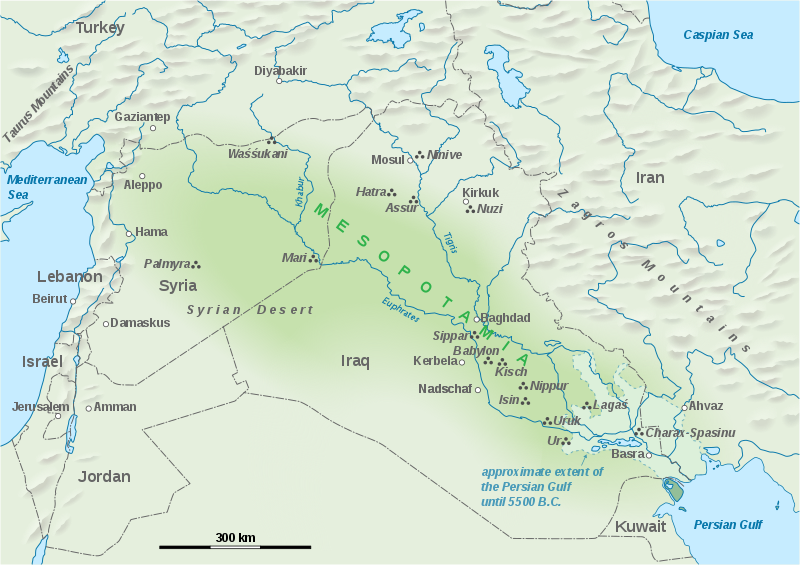 Turkey
Caspian Sea
Taurus Mountains
Diyabakir
Gaziantep
Waśśukani
Mosul
Ninive
Mediterranean
Sea
Aleppo
Khabur
Hatra
Assur
Kirkuk
Nuzi
Iran
Zagros Mountains
MESOPOTAMIA
Hama
Tigris
Palmyra
Mari
Syria
Lebanon
Beirut
Syrian Desert
Euphrates
Baghdad
Damaskus
Sippar
Israel
Iraq
Kerbela
Babylon
Kisch
Nadschaf
Nippur
Isin
Lagas
Jerusalem
Amman
Ahvaz
Uruk
Charax-Spasinu
Ur
Basra
Jordan
approximate extent of
the Persian Gulf
until 5500 B.C.
Kuwait
Persian Gulf
300 km